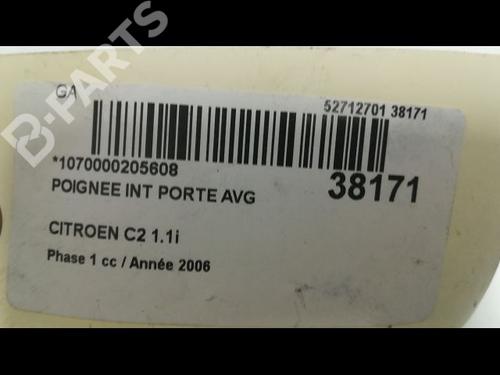 B-PARTS
GA
52712701 38171
*1070000205608
38171
POIGNEE INT PORTE AVG
CITROEN C2 1.1i
Phase 1 cc / Année 2006